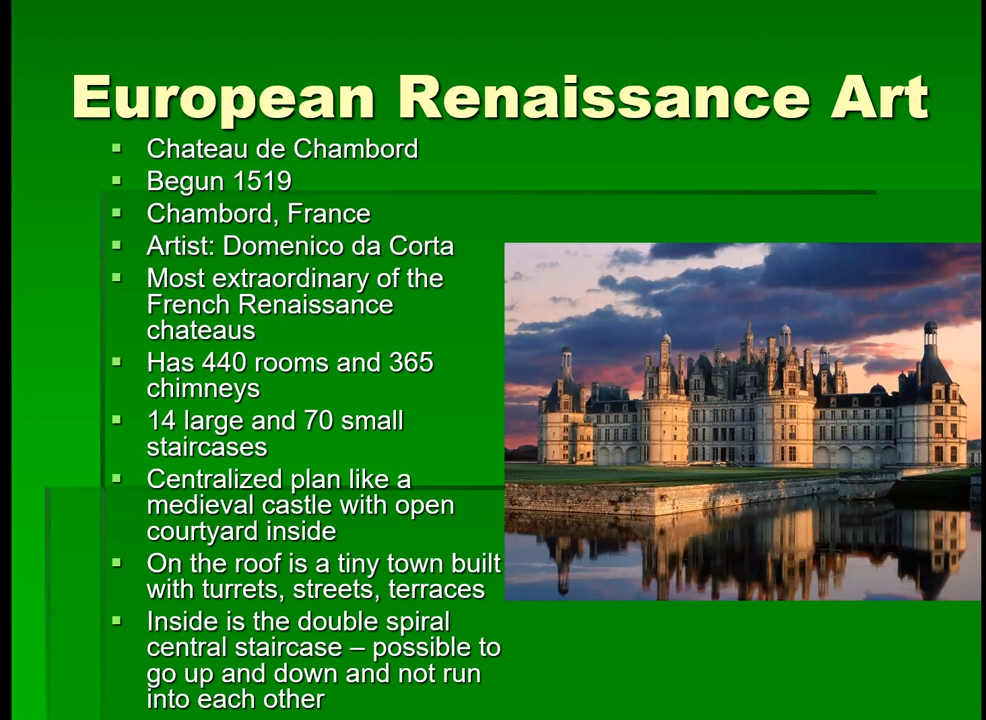 European Renaissance Art
Chateau de Chambord
Begun 1519
Chambord, France
Artist: Domenico da Corta
Most extraordinary of the
French Renaissance
chateaus
Has 440 rooms and 365
chimneys
14 large and 70 small
staircases
Centralized plan like a
medieval castle with open
courtyard inside
On the roof is a tiny town built
with turrets, streets, terraces
Inside is the double spiral
central staircase – possible to
go up and down and not run
into each other